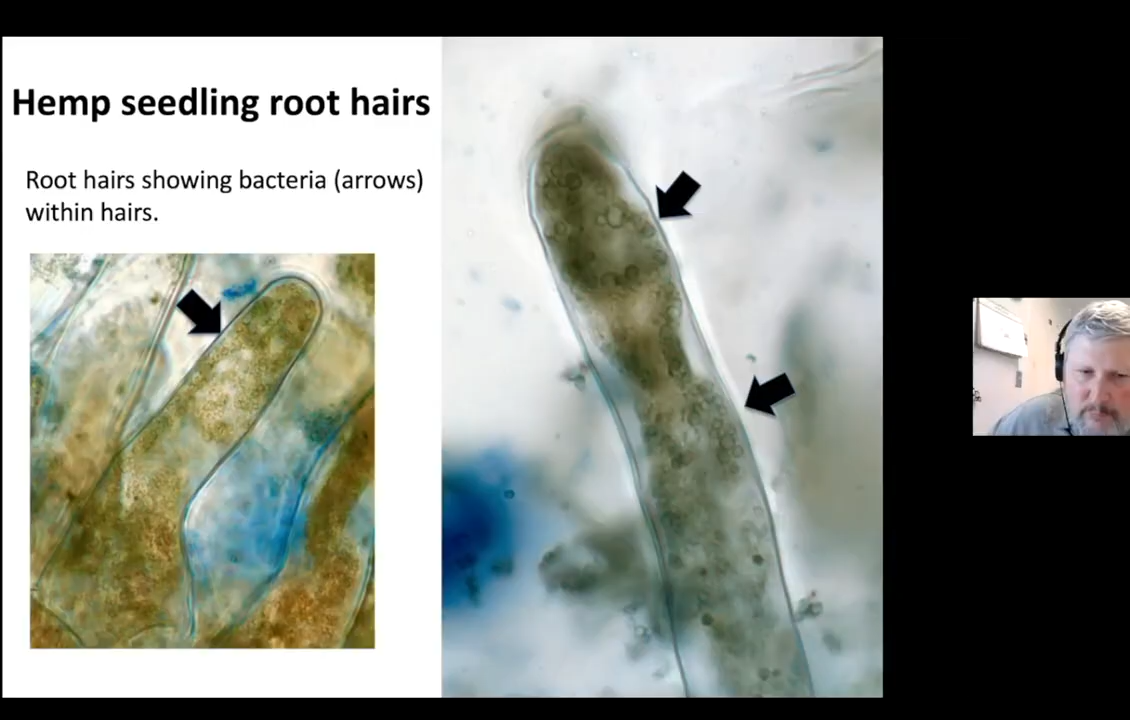 Hemp seedling root hairs
Root hairs showing bacteria (arrows)
within hairs.